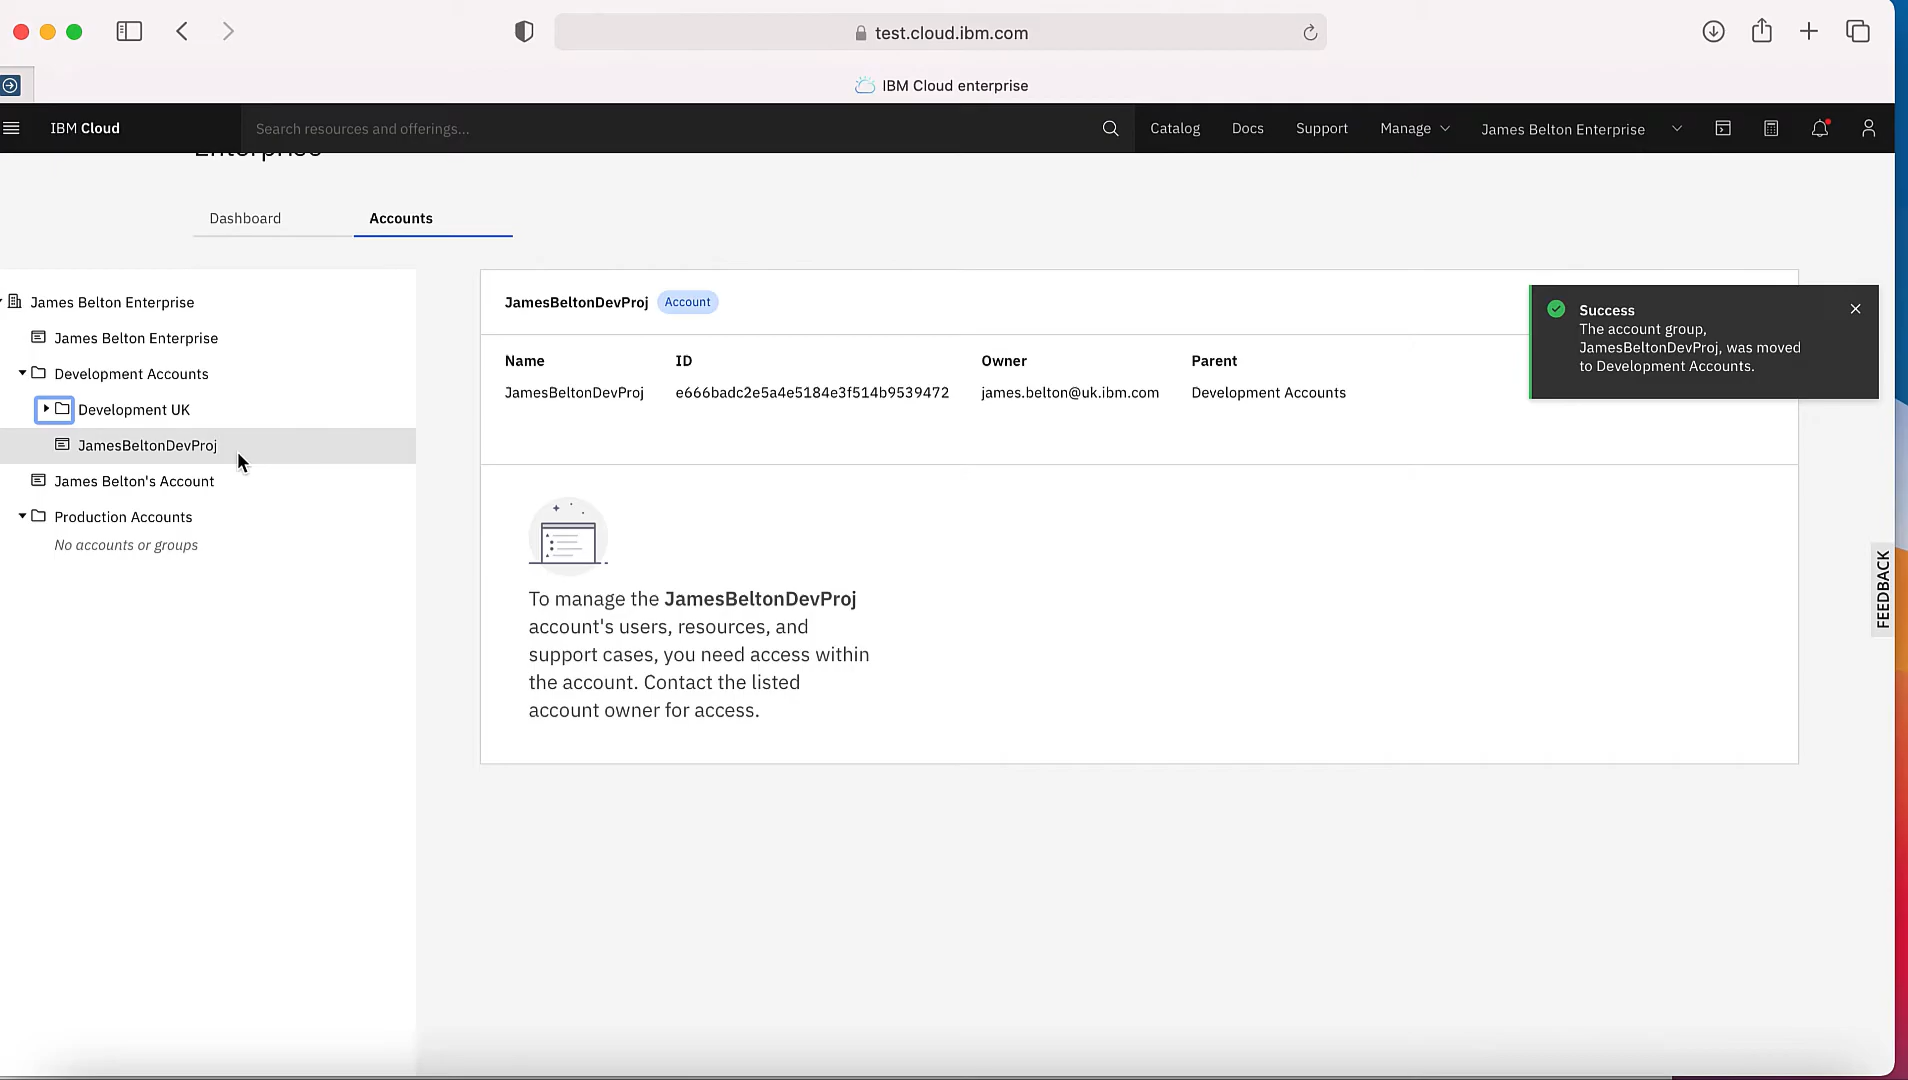 test.cloud.ibm.com
IBM Cloud enterprise
IBM Cloud
Search resources and offerings...
Catalog
Docs
Support
Manage
James Belton Enterprise
Enterprise
Dashboard
Accounts
James Belton Enterprise
James Belton Enterprise
Development Accounts
Development UK
JamesBeltonDevProj
James Belton's Account
Production Accounts
No accounts or groups
JamesBeltonDevProj Account
Name ID Owner Parent
JamesBeltonDevProj e666badc2e5a4e5184e3f514b9539472 james.belton@uk.ibm.com Development Accounts
To manage the JamesBeltonDevProj
account's users, resources, and
support cases, you need access within
the account. Contact the listed
account owner for access.
Success
The account group,
JamesBeltonDevProj, was moved
to Development Accounts.
FEEDBACK